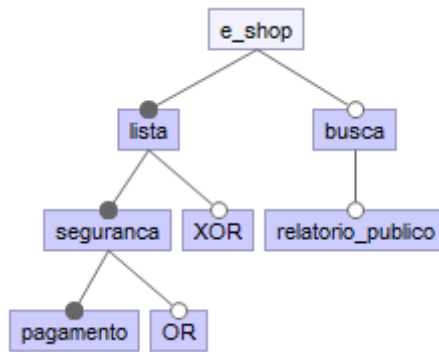 e_shop
lista
busca
seguranca
XOR
relatorio_publico
pagamento
OR